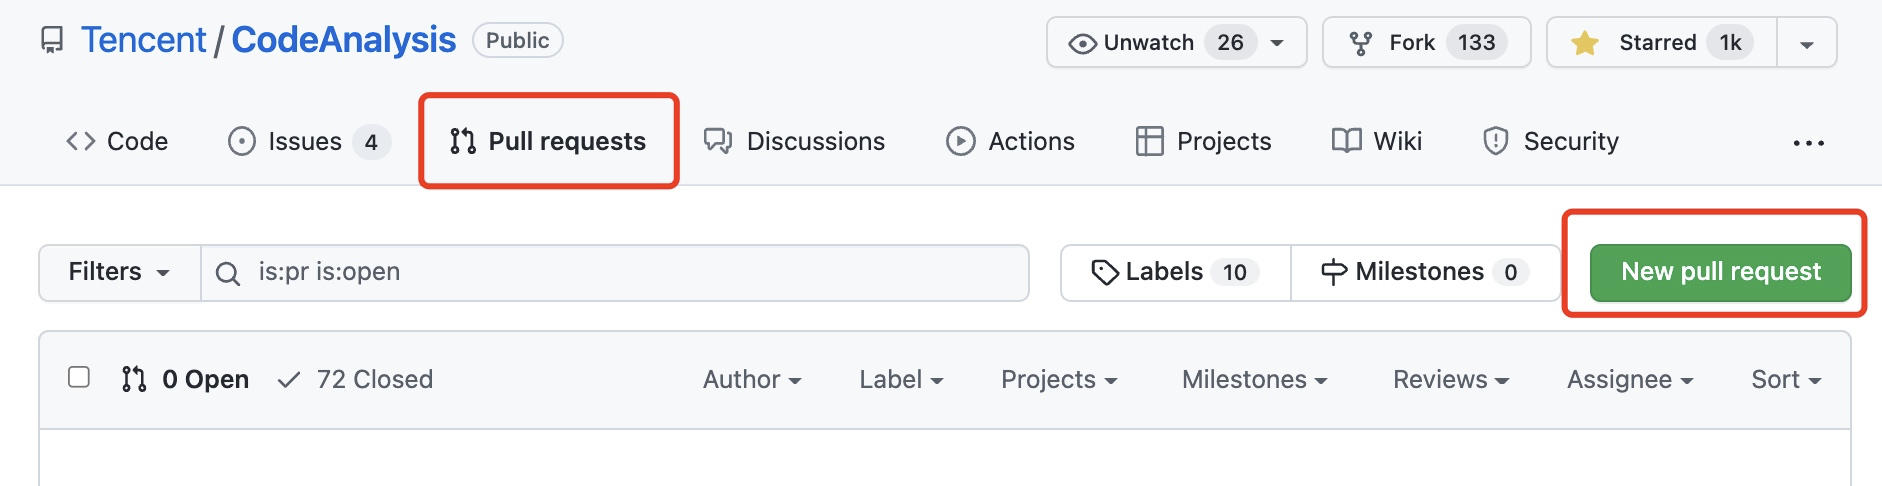 Tencent / CodeAnalysis Public Unwatch 26 Fork 133 Starred 1k
Code Issues 4 Pull requests Discussions Actions Projects Wiki Security ...
Filters is:pr is:open Labels 10 Milestones 0 New pull request
0 Open 72 Closed Author Label Projects Milestones Reviews Assignee Sort